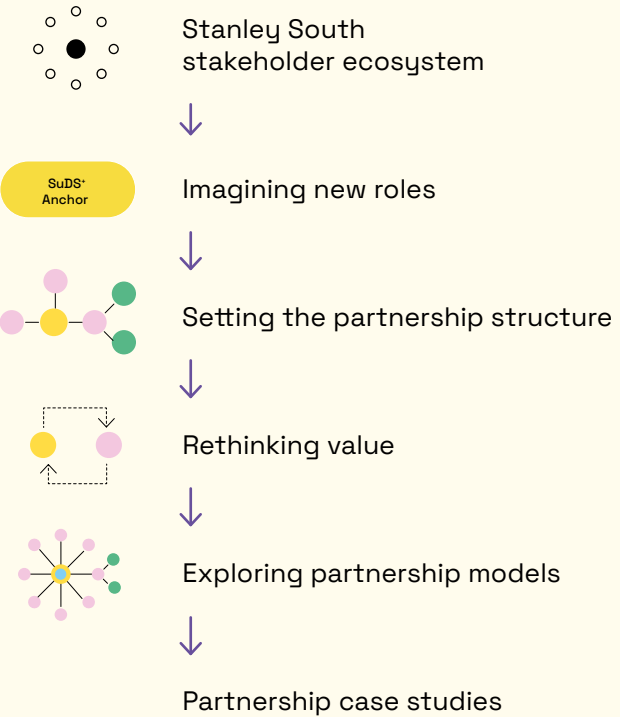 Stanley South
stakeholder ecosystem
SuDS⁺
Anchor
Imagining new roles
Setting the partnership structure
Rethinking value
Exploring partnership models
Partnership case studies